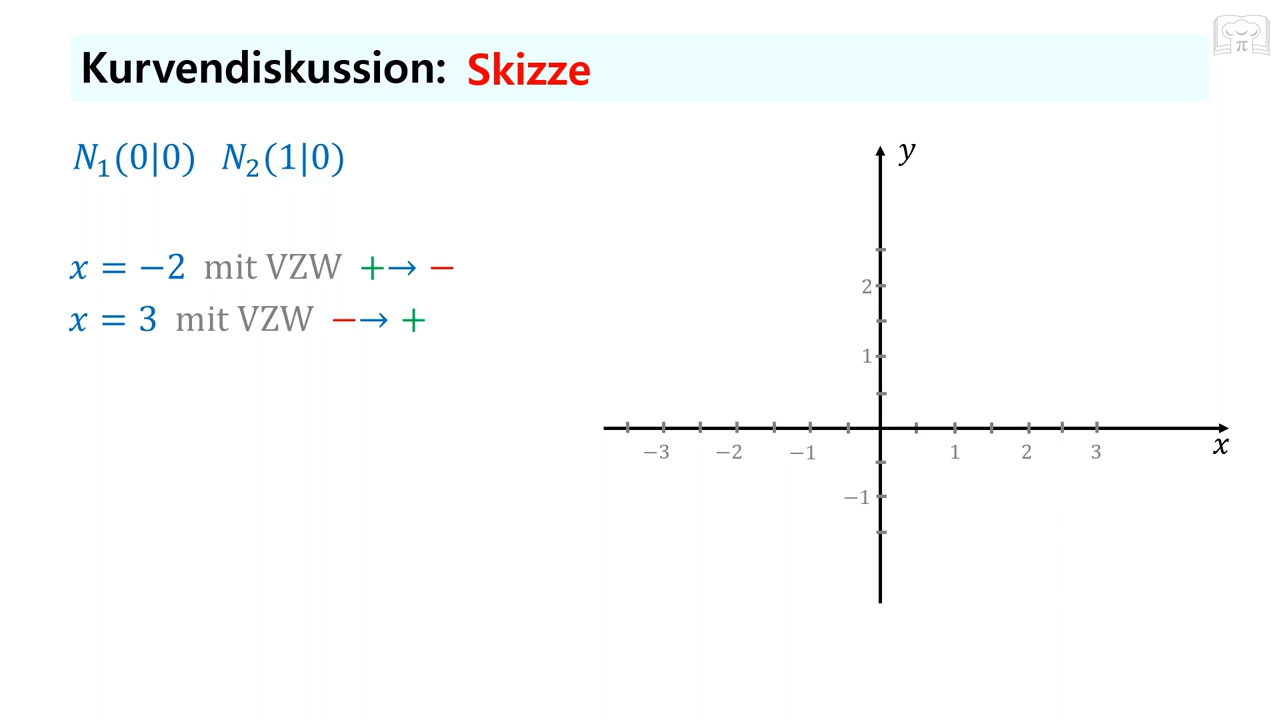 Kurvendiskussion: Skizze
N₁(0|0) N₂(1|0)
x = −2 mit VZW + → −
x = 3 mit VZW − → +
y
2
1
−3 −2 −1 1 2 3
x
−1
π